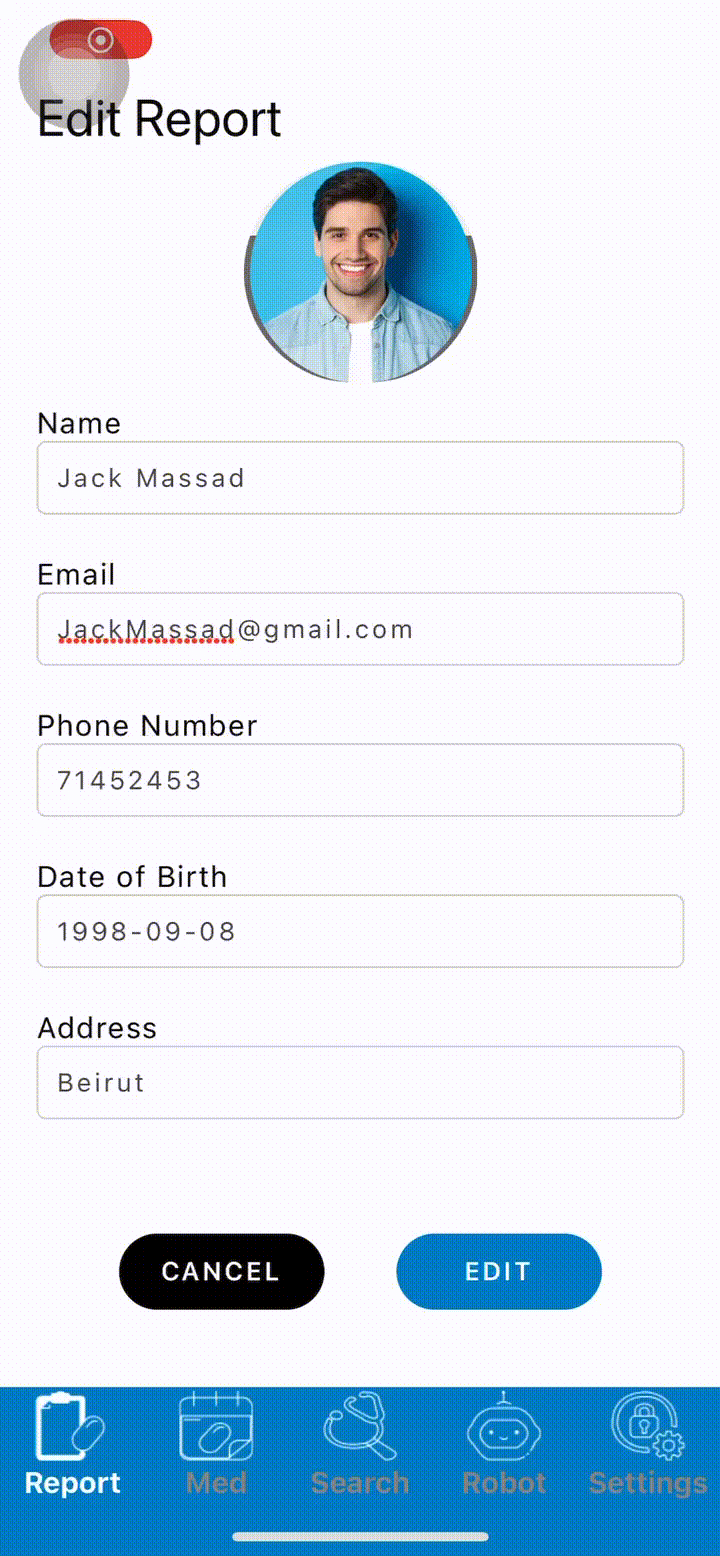 Edit Report
Name
Jack Massad
Email
JackMassad@gmail.com
Phone Number
71452453
Date of Birth
1998-09-08
Address
Beirut
CANCEL
EDIT
Report
Med
Search
Robot
Settings